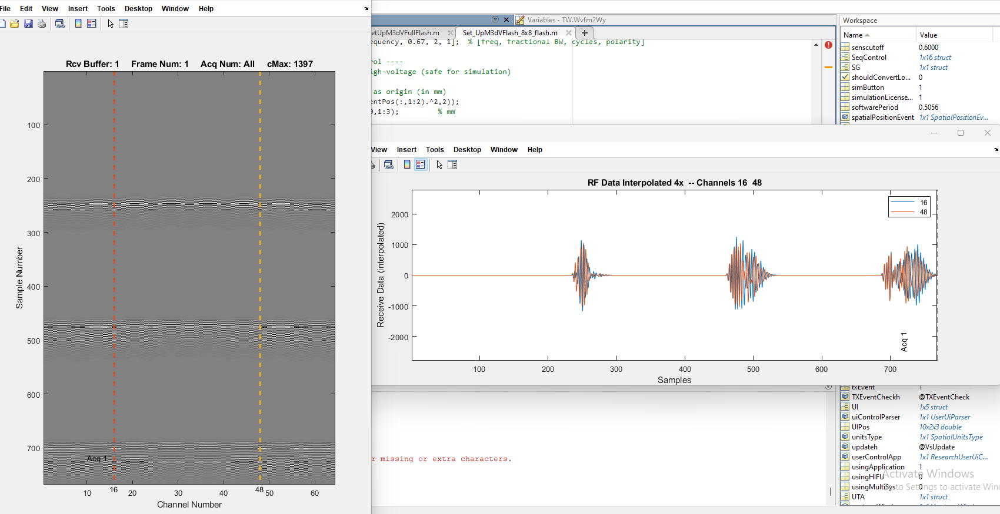 File Edit View Insert Tools Desktop Window Help
Rcv Buffer: 1 Frame Num: 1 Acq Num: All cMax: 1397
Sample Number
100
200
300
400
500
600
700
Acq 1
10 16 20 30 40 48 50 60
Channel Number
Variables - TW.Wvfm2Wy
etUpM3dVFullFlash.m Set_UpM3dVFlash_8x8_flash.m
equency, 0.67, 2, 1]; % [freq, fractional BW, cycles, polarity]
rol ----
igh-voltage (safe for simulation)
as origin (in mm)
entPos(:,1:2).^2,2));
),1:3); % mm
Workspace
Name Value
senscutoff 0.6000
SeqControl 1x16 struct
SG 1x1 struct
shouldConvertLo... 0
simButton 1
simulationLicense... 1
softwarePeriod 0.5056
spatialPositionEvent 1x1 SpatialPositionEv...
View Insert Tools Desktop Window Help
RF Data Interpolated 4x -- Channels 16 48
16
48
Receive Data (interpolated)
2000
1000
0
-1000
-2000
Acq 1
100 200 300 400 500 600 700
Samples
r missing or extra characters.
txEvent 1
TXEventCheckh @TXEventCheck
UI 1x5 struct
uiControlParser 1x1 UserUiParser
UIPos 10x2x3 double
unitsType 1x1 SpatialUnitsType
updateh @VsUpdate
userControlApp 1x1 ResearchUserUiC...
usingApplication 1
usingHIFU 0
usingMultiSys 0
UTA 1x1 struct
Activate Windows
Go to Settings to activate Win